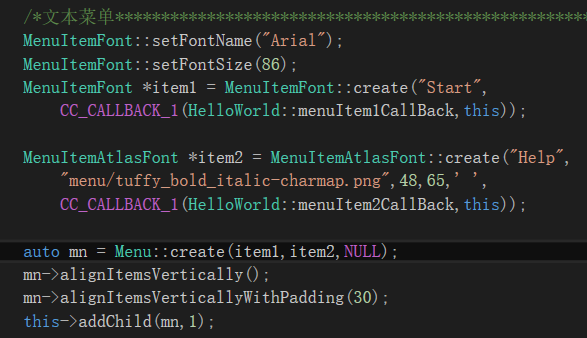 /*文本菜单****************************************************
MenuItemFont::setFontName("Arial");
MenuItemFont::setFontSize(86);
MenuItemFont *item1 = MenuItemFont::create("Start",
CC_CALLBACK_1(HelloWorld::menuItem1CallBack,this));
MenuItemAtlasFont *item2 = MenuItemAtlasFont::create("Help",
"menu/tuffy_bold_italic-charmap.png",48,65,' ',
CC_CALLBACK_1(HelloWorld::menuItem2CallBack,this));
auto mn = Menu::create(item1,item2,NULL);
mn->alignItemsVertically();
mn->alignItemsVerticallyWithPadding(30);
this->addChild(mn,1);